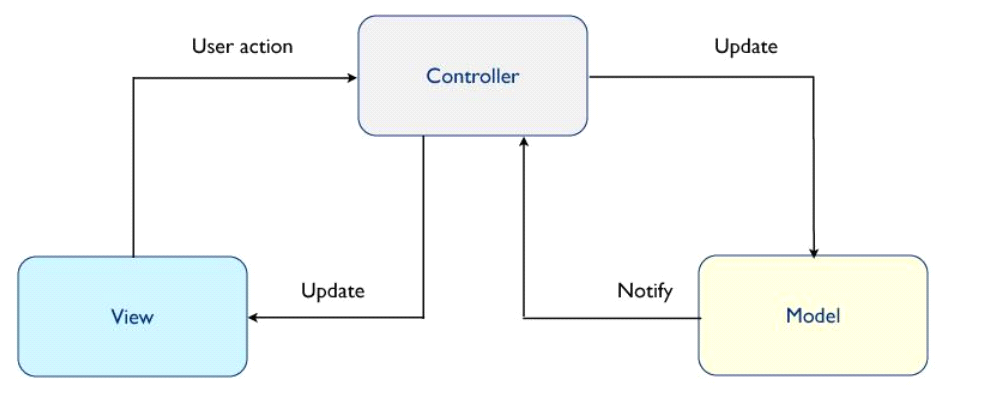 User action
Update
Controller
Update
Notify
View
Model